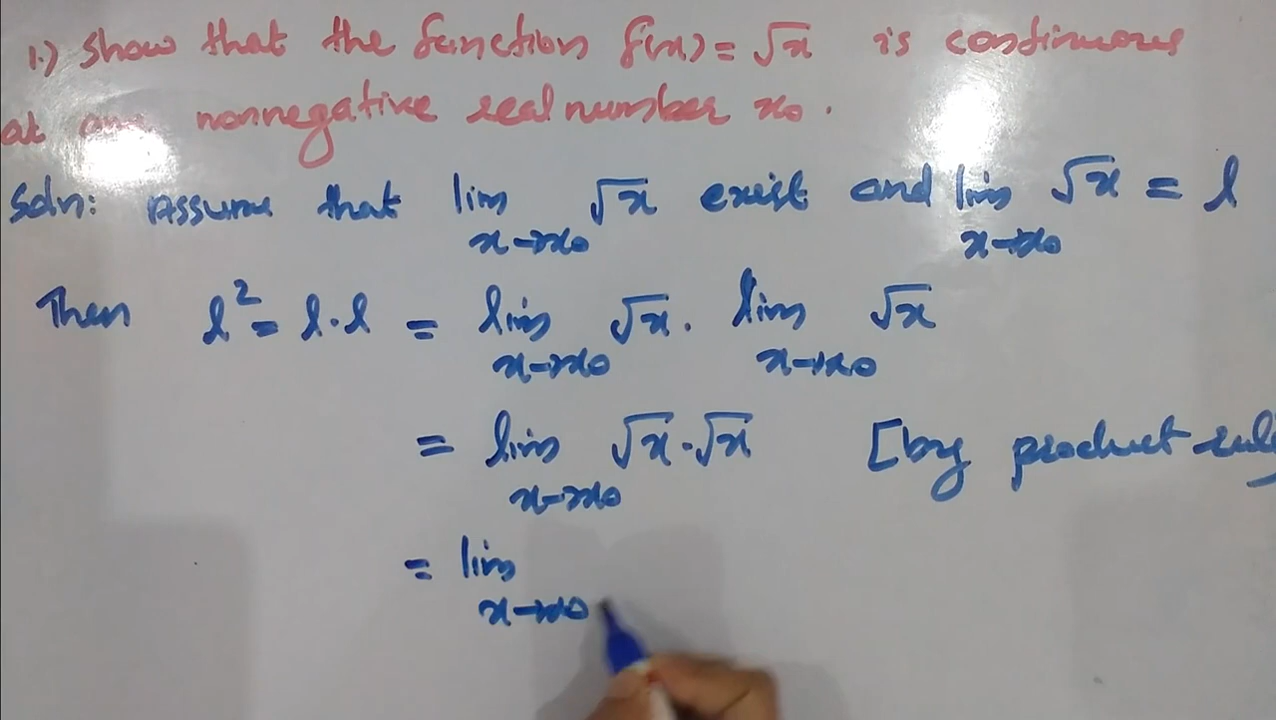 1.) Show that the function f(x) = √x is continuous
at any nonnegative real number x₀.
Soln: Assume that lim x→x₀ √x exist and lim x→x₀ √x = l
Then l² = l·l = lim x→x₀ √x · lim x→x₀ √x
= lim x→x₀ √x·√x [by product rule
= lim x→x₀